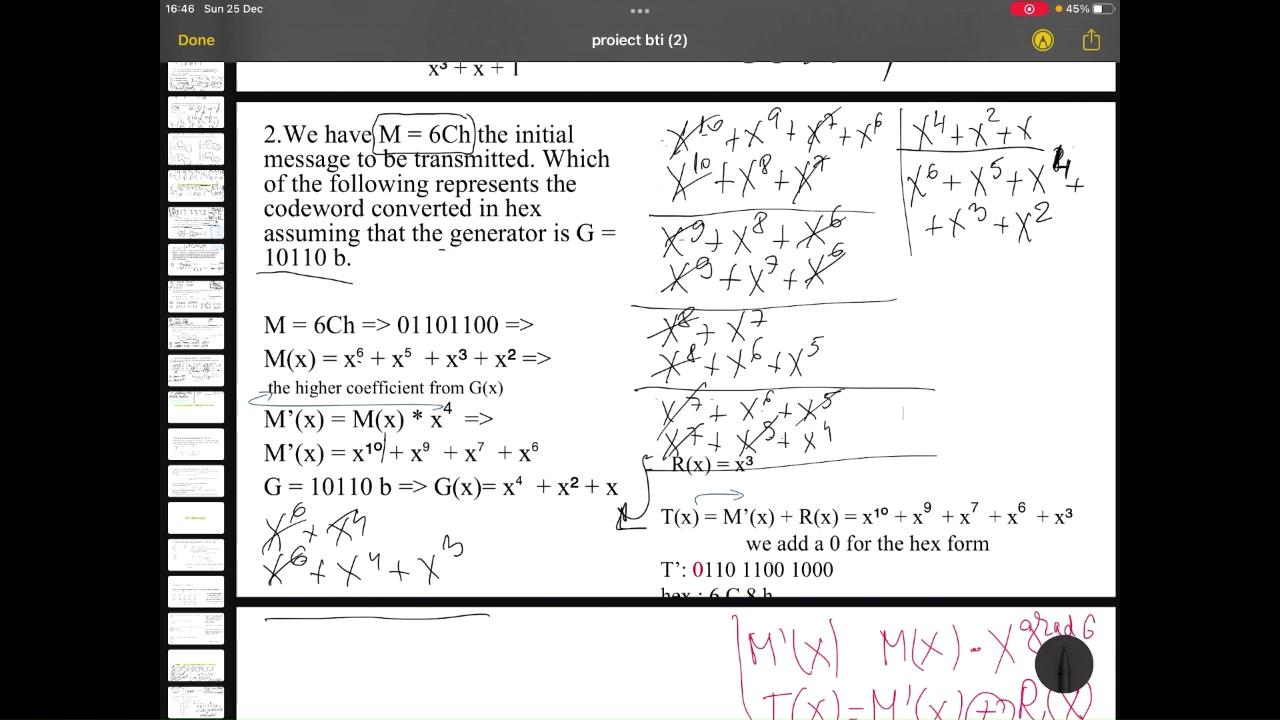 16:46 Sun 25 Dec
45%
Done
proiect bti (2)
x³ + x + 1
2.We have M = 6Ch the initial
message to be transmitted. Which
of the following represents the
codeword converted in hex
assuming that the generator is G =
10110 b.
M = 6Ch => 01101100 =>
M(x) = x⁶ + x⁵ + x³ + x² =>
the higher coefficient from G(x)
M'(x) = M(x) * x⁴ =>
M'(x) = x¹⁰ + x⁹ + x⁷ + x⁶
G = 10110 b => G(x)= x⁴ + x² + x
x⁶ + x⁴
x⁶ + x⁴ + x³
x¹⁰ + x⁹ + x⁷ + x⁶
x¹⁰ + x⁸ + x⁷
x⁹ + x⁸ + x⁶
x⁹ + x⁷ + x⁶
x⁸ + x⁷
x⁸ + x⁶ + x⁵
x⁷ + x⁶ + x⁵
x⁷ + x⁵ + x⁴
x⁴ + x² + x
x⁶ + x⁵ + x⁴ +
+ x³ + x²
R(x) = x³
T(x) = M'(x) + R(x) = x¹⁰ + x⁹ + x⁷ + x⁶ + x³
we add a 0 for the hex form
T': 0110 1100 1000
hex : 6 C 8 h
M'(x) M(x) · x grad G
T(x) = M'(x) (+) R(x)